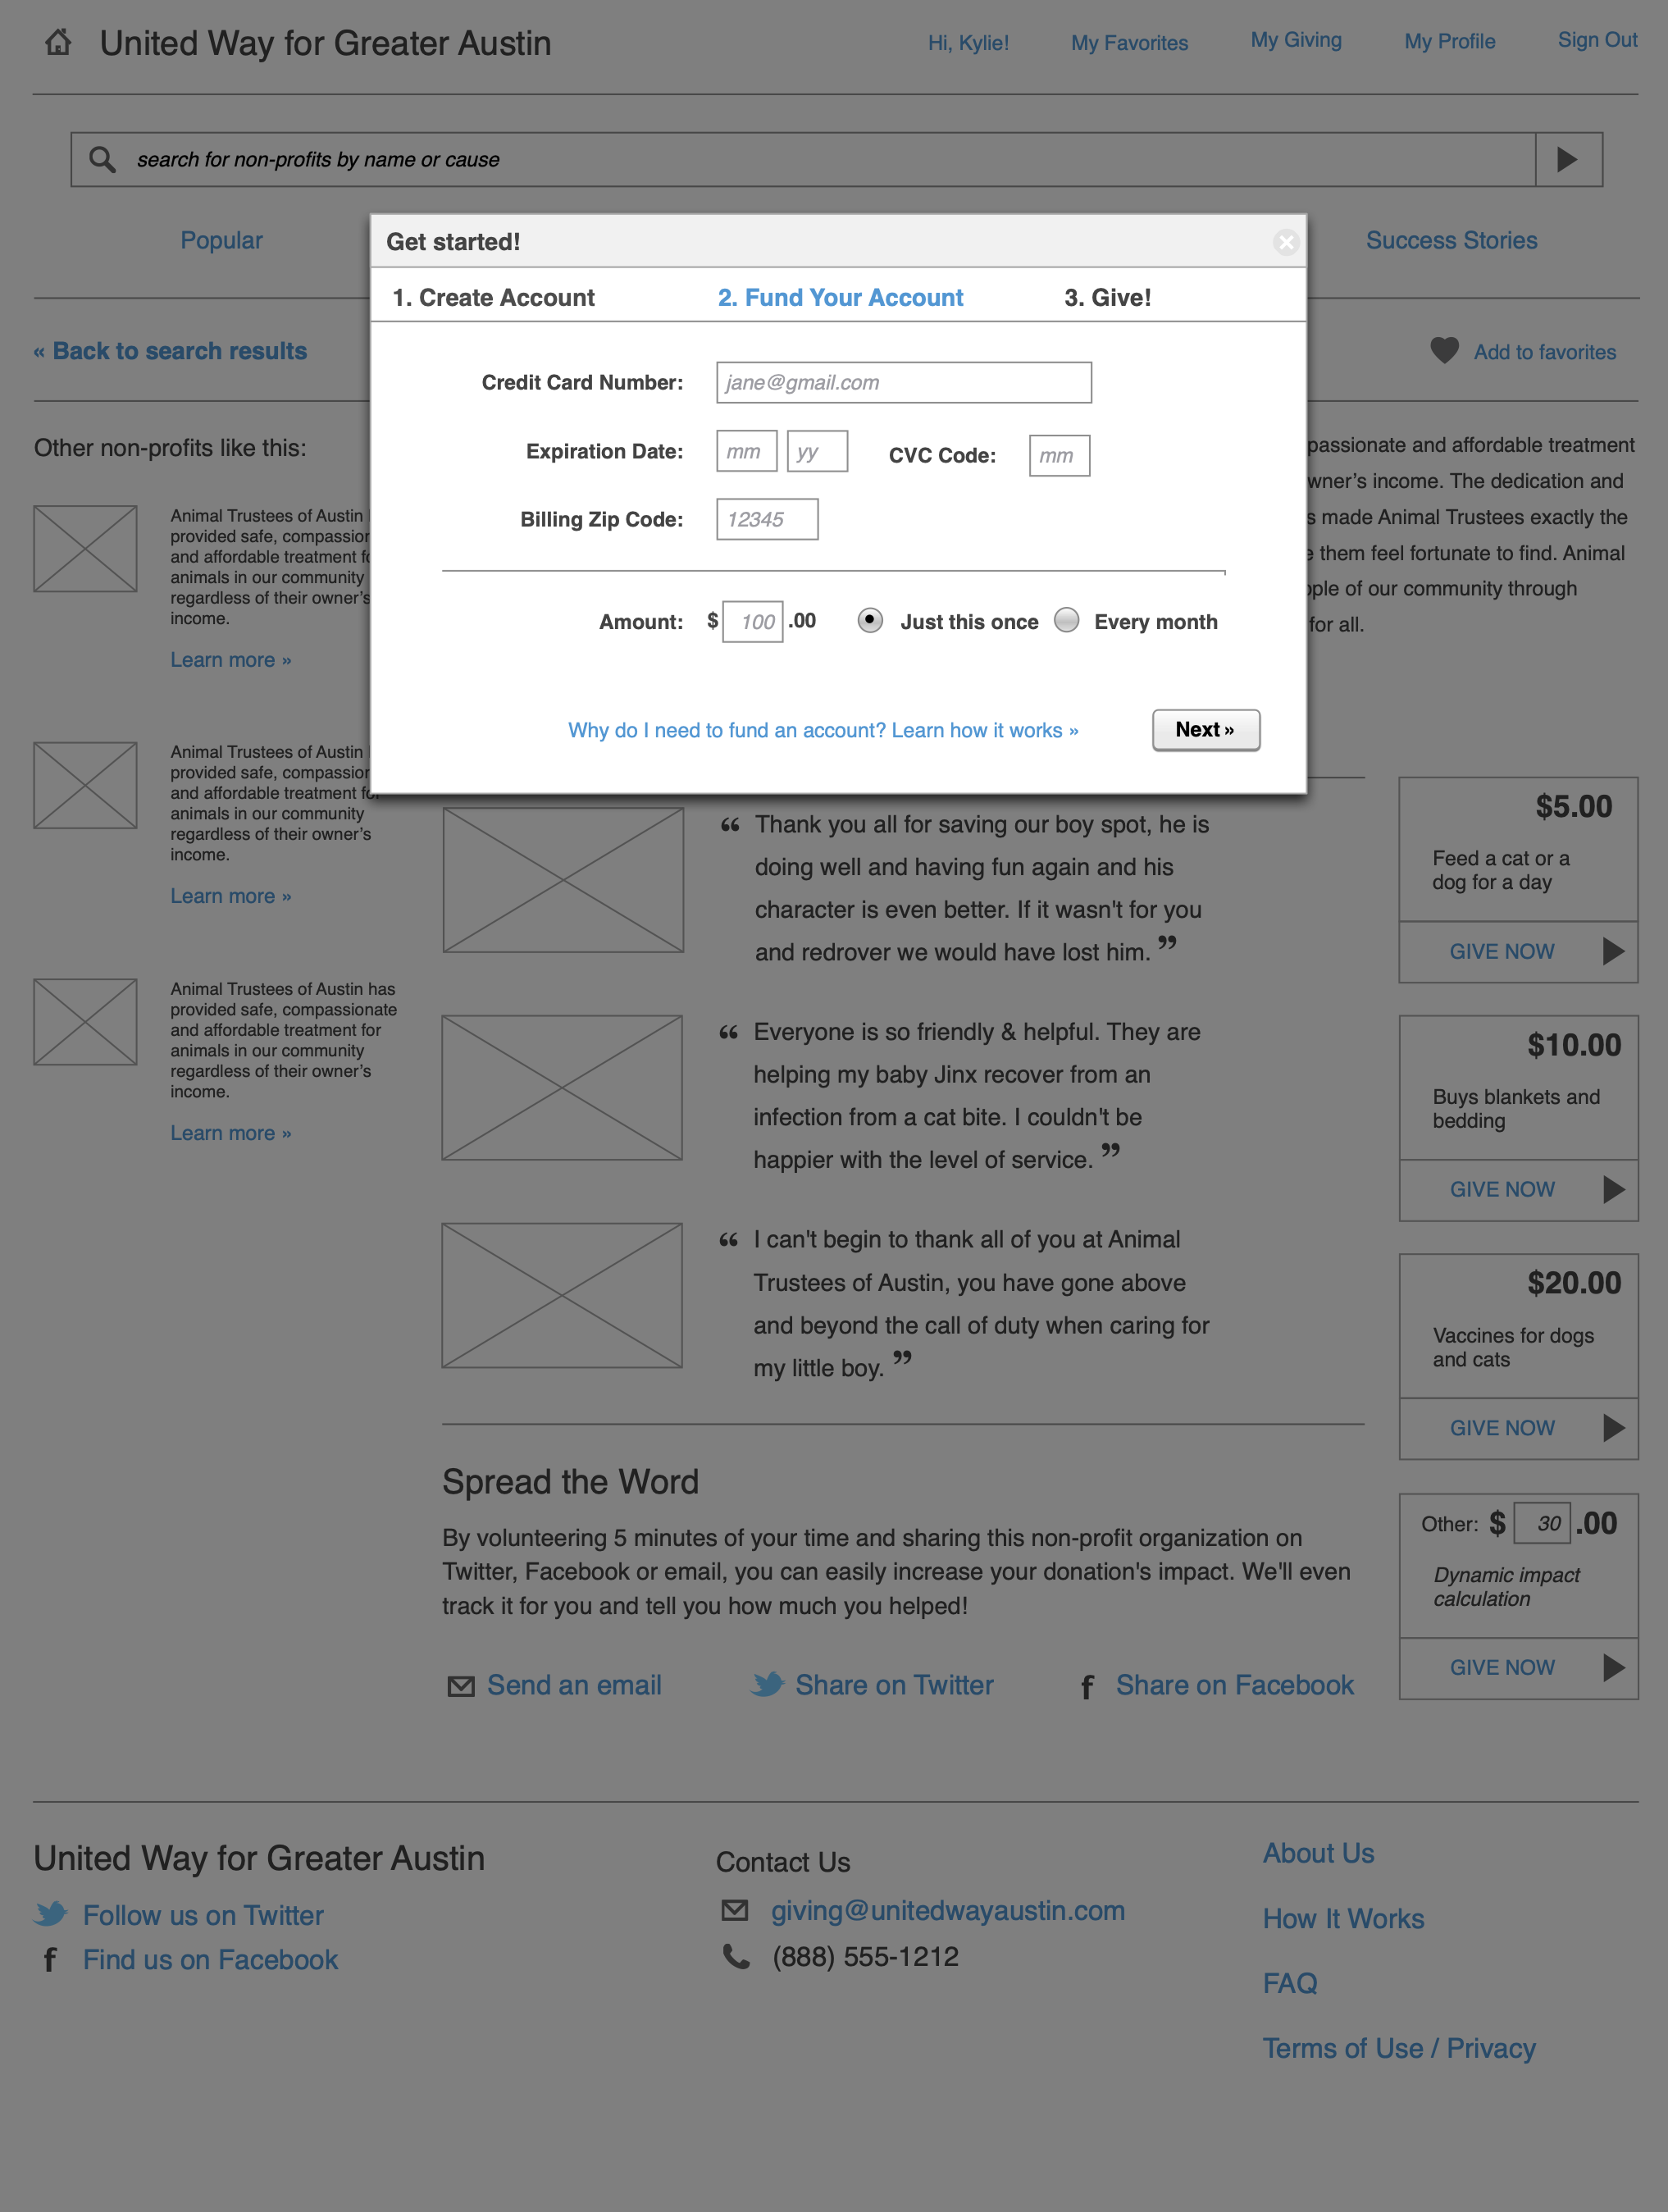 United Way for Greater Austin
Hi, Kylie!
My Favorites
My Giving
My Profile
Sign Out
search for non-profits by name or cause
Popular
Success Stories
Get started!
1. Create Account
2. Fund Your Account
3. Give!
Credit Card Number:
jane@gmail.com
Expiration Date:
mm
yy
CVC Code:
mm
Billing Zip Code:
12345
Amount:
$ 100 .00
Just this once
Every month
Why do I need to fund an account? Learn how it works »
Next »
« Back to search results
Add to favorites
Other non-profits like this:
Animal Trustees of Austin
provided safe,
and affordable treatment
animals in our community
regardless of their owner's
income.
Learn more »
Animal Trustees of Austin
provided safe,
and affordable treatment for
animals in our community
regardless of their owner's
income.
Learn more »
Animal Trustees of Austin has
provided safe, compassionate
and affordable treatment for
animals in our community
regardless of their owner's
income.
Learn more »
passionate and affordable treatment
wner's income. The dedication and
s made Animal Trustees exactly the
them feel fortunate to find. Animal
ople of our community through
for all.
“ Thank you all for saving our boy spot, he is
doing well and having fun again and his
character is even better. If it wasn't for you
and redrover we would have lost him. ”
“ Everyone is so friendly & helpful. They are
helping my baby Jinx recover from an
infection from a cat bite. I couldn't be
happier with the level of service. ”
“ I can't begin to thank all of you at Animal
Trustees of Austin, you have gone above
and beyond the call of duty when caring for
my little boy. ”
$5.00
Feed a cat or a
dog for a day
GIVE NOW
$10.00
Buys blankets and
bedding
GIVE NOW
$20.00
Vaccines for dogs
and cats
GIVE NOW
Other: $ 30 .00
Dynamic impact
calculation
GIVE NOW
Spread the Word
By volunteering 5 minutes of your time and sharing this non-profit organization on
Twitter, Facebook or email, you can easily increase your donation's impact. We'll even
track it for you and tell you how much you helped!
Send an email
Share on Twitter
Share on Facebook
United Way for Greater Austin
Follow us on Twitter
Find us on Facebook
Contact Us
giving@unitedwayaustin.com
(888) 555-1212
About Us
How It Works
FAQ
Terms of Use / Privacy